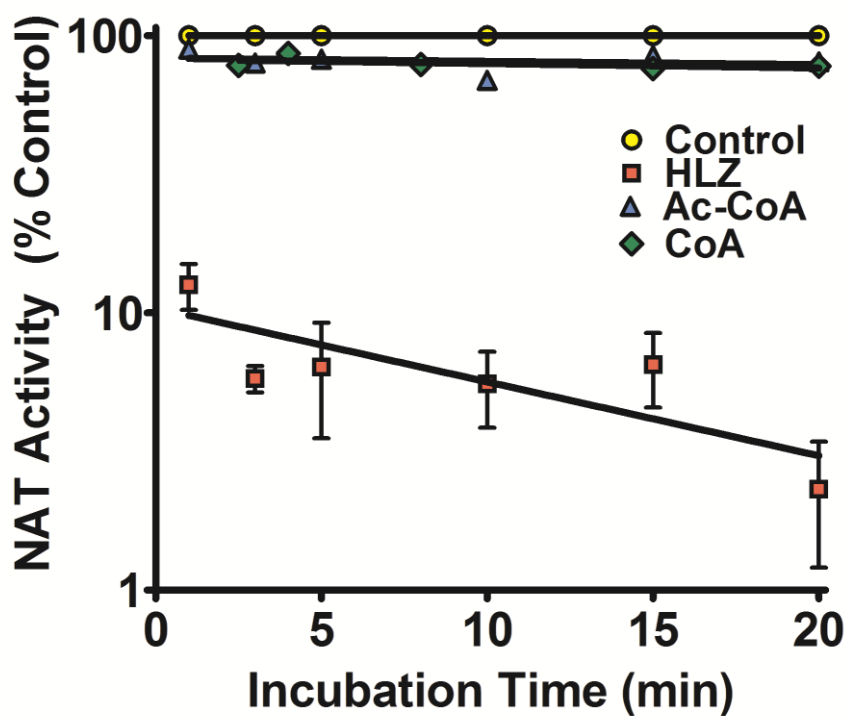 NAT Activity (% Control)
100
10
1
Control
HLZ
Ac-CoA
CoA
0 5 10 15 20
Incubation Time (min)